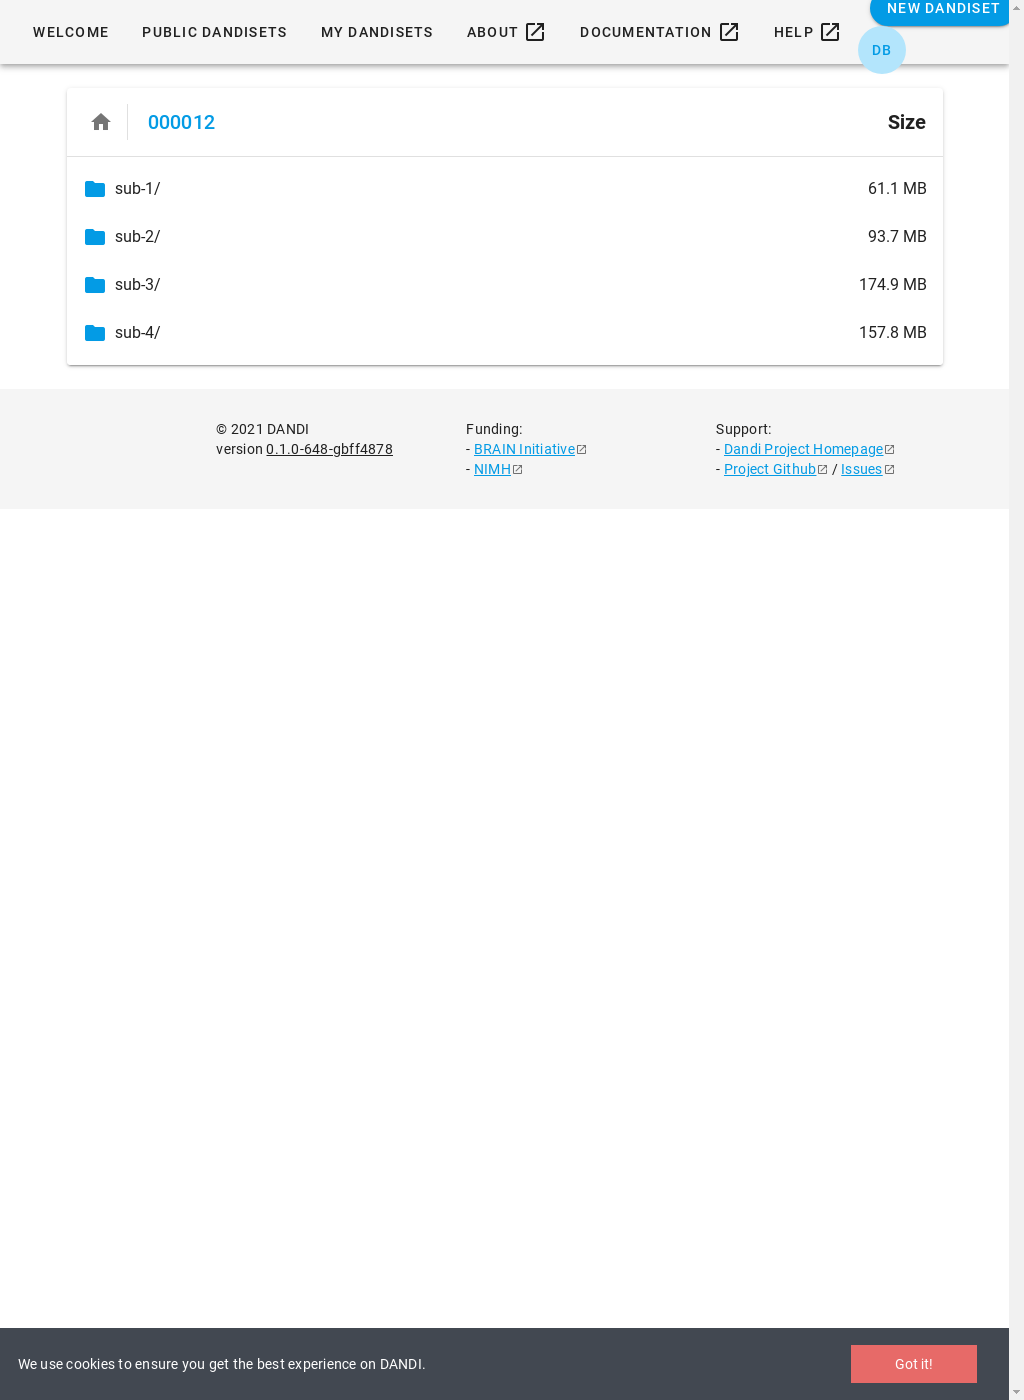 WELCOME
PUBLIC DANDISETS
MY DANDISETS
ABOUT
DOCUMENTATION
HELP
NEW DANDISET
DB
000012
Size
sub-1/
61.1 MB
sub-2/
93.7 MB
sub-3/
174.9 MB
sub-4/
157.8 MB
© 2021 DANDI
version 0.1.0-648-gbff4878
Funding:
- BRAIN Initiative
- NIMH
Support:
- Dandi Project Homepage
- Project Github / Issues
We use cookies to ensure you get the best experience on DANDI.
Got it!